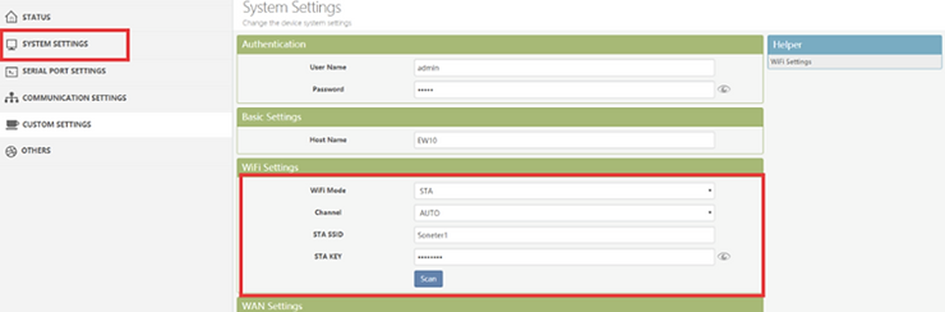 System Settings
Change the device system settings
STATUS
SYSTEM SETTINGS
SERIAL PORT SETTINGS
COMMUNICATION SETTINGS
CUSTOM SETTINGS
OTHERS
Authentication
User Name admin
Password •••••
Basic Settings
Host Name EW10
WiFi Settings
WiFi Mode STA
Channel AUTO
STA SSID Soneter1
STA KEY ••••••••
Scan
WAN Settings
Helper
WiFi Settings